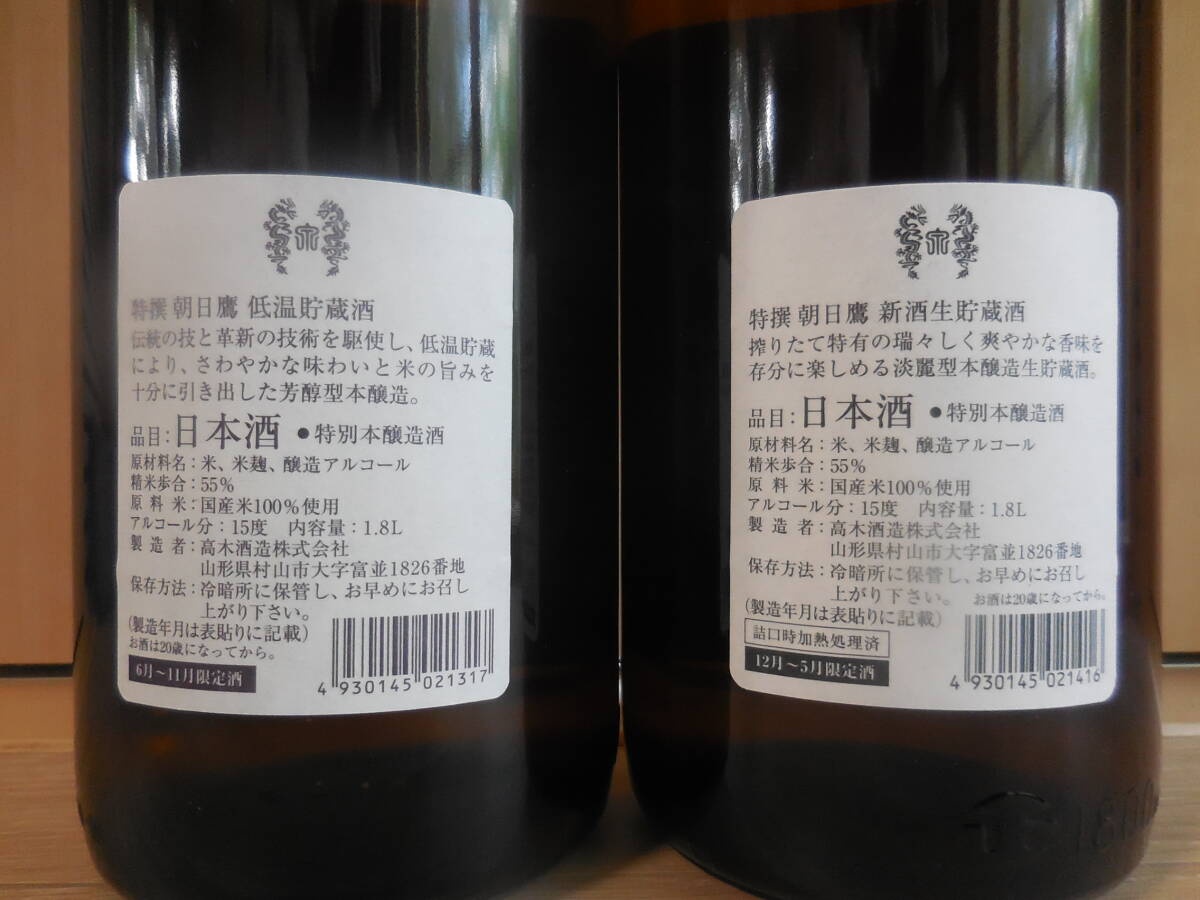 特撰 朝日鷹 低温貯蔵酒
伝統の技と革新の技術を駆使し、低温貯蔵
により、さわやかな味わいと米の旨みを
十分に引き出した芳醇型本醸造。
品目：日本酒 ●特別本醸造酒
原材料名：米、米麹、醸造アルコール
精米歩合：55%
原料米：国産米100%使用
アルコール分：15度 内容量：1.8L
製造者：高木酒造株式会社
山形県村山市大字富並1826番地
保存方法：冷暗所に保管し、お早めにお召し
上がり下さい。
(製造年月は表貼りに記載)
お酒は20歳になってから。
6月〜11月限定酒
4 930145 021317
特撰 朝日鷹 新酒生貯蔵酒
搾りたて特有の瑞々しく爽やかな香味を
存分に楽しめる淡麗型本醸造生貯蔵酒。
品目：日本酒 ●特別本醸造酒
原材料名：米、米麹、醸造アルコール
精米歩合：55%
原料米：国産米100%使用
アルコール分：15度 内容量：1.8L
製造者：高木酒造株式会社
山形県村山市大字富並1826番地
保存方法：冷暗所に保管し、お早めにお召し
上がり下さい。 お酒は20歳になってから。
(製造年月は表貼りに記載)
詰口時加熱処理済
12月〜5月限定酒
4 930145 021416